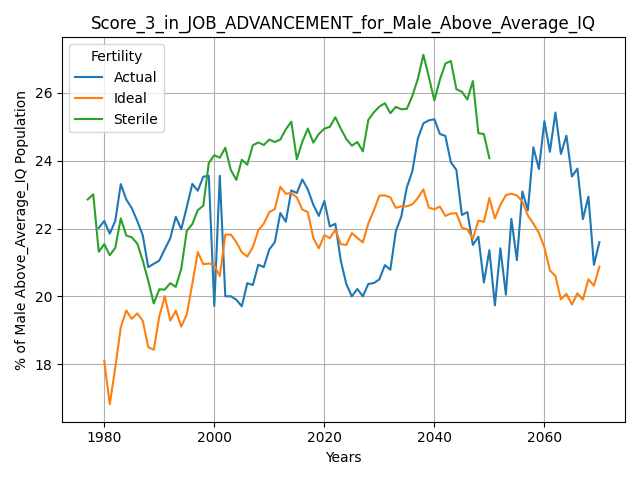 Score_3_in_JOB_ADVANCEMENT_for_Male_Above_Average_IQ
Fertility
Actual
Ideal
Sterile
% of Male Above_Average_IQ Population
26
24
22
20
18
1980
2000
2020
2040
2060
Years